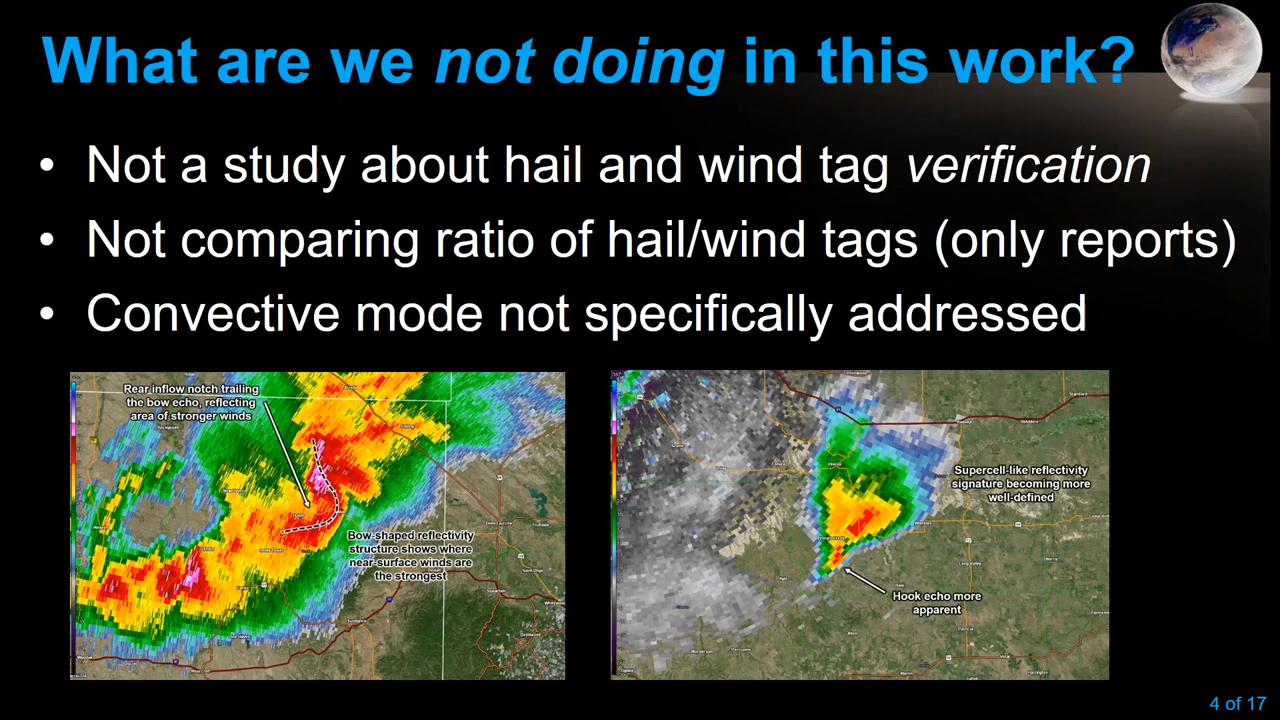 What are we not doing in this work?
• Not a study about hail and wind tag verification
• Not comparing ratio of hail/wind tags (only reports)
• Convective mode not specifically addressed
Rear inflow notch trailing
the bow echo, reflecting
area of stronger winds
Bow-shaped reflectivity
structure shows where
near-surface winds are
the strongest
Supercell-like reflectivity
signature becoming more
well-defined
Hook echo more
apparent
4 of 17